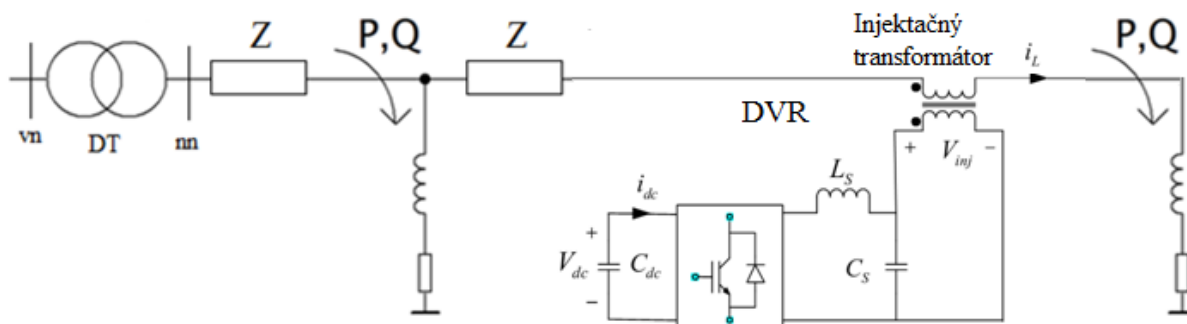 Injektačný
transformátor
Z
P,Q
Z
i_L
P,Q
vn
DT
nn
DVR
+
V_inj
−
L_S
i_dc
+
V_dc
−
C_dc
C_S